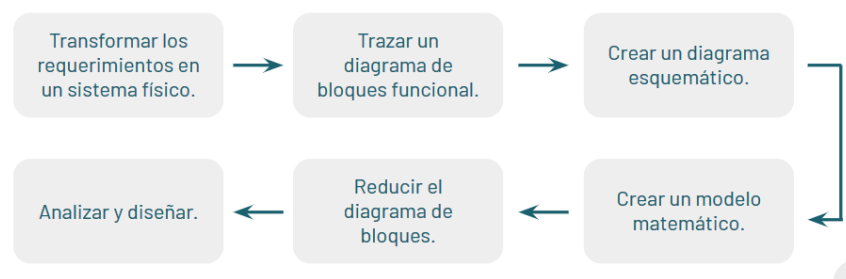 Transformar los
requerimientos en
un sistema físico.
Trazar un
diagrama de
bloques funcional.
Crear un diagrama
esquemático.
Crear un modelo
matemático.
Reducir el
diagrama de
bloques.
Analizar y diseñar.